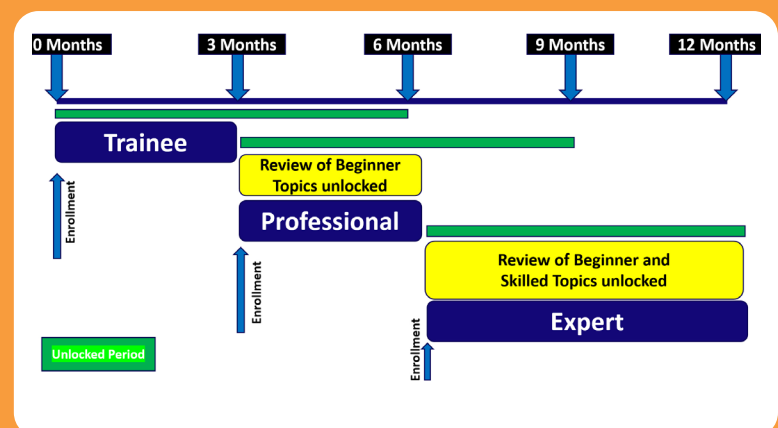 0 Months
3 Months
6 Months
9 Months
12 Months
Trainee
Review of Beginner
Topics unlocked
Professional
Enrollment
Review of Beginner and
Skilled Topics unlocked
Enrollment
Expert
Unlocked Period
Enrollment